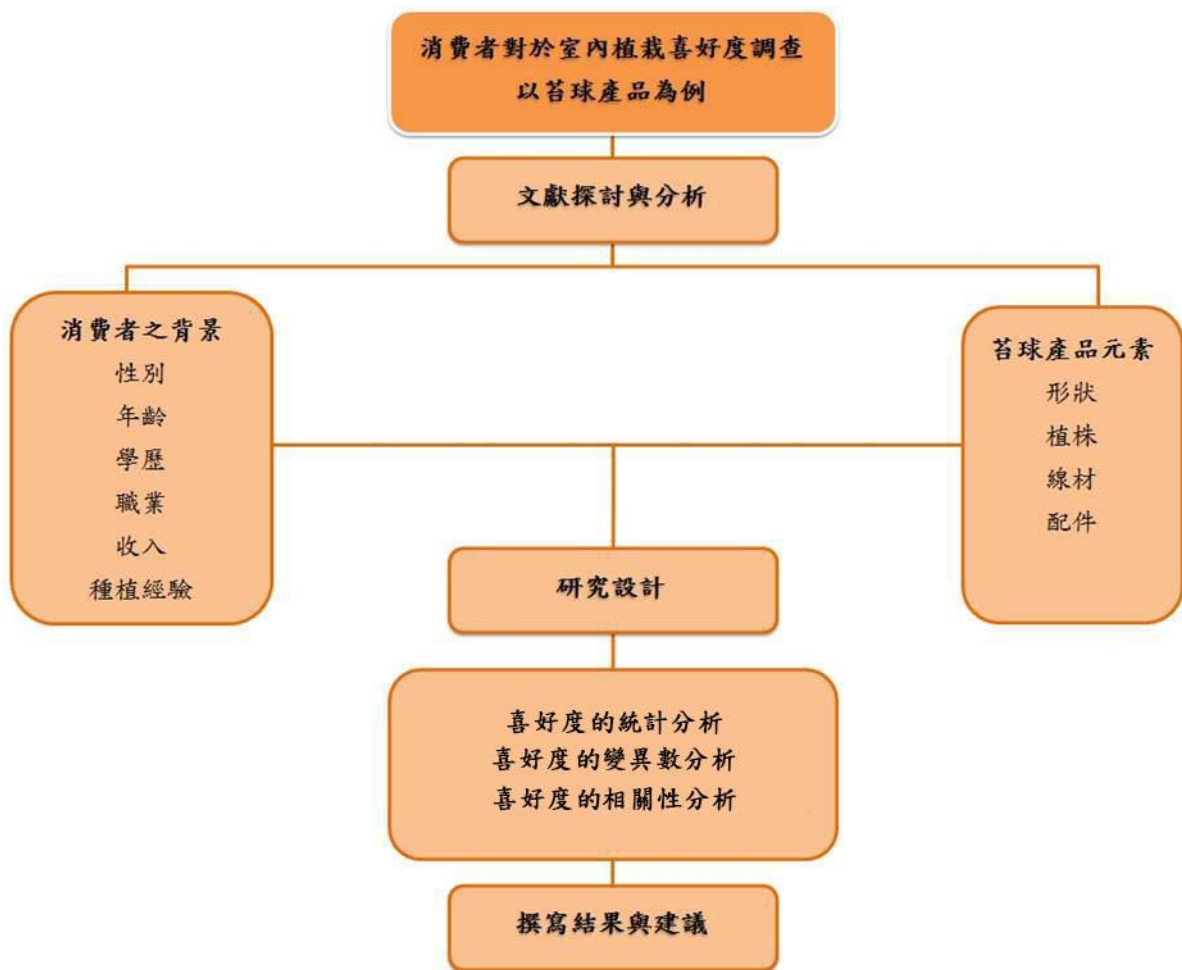 消費者對於室內植栽喜好度調查
以苔球產品為例
文獻探討與分析
消費者之背景
性別
年齡
學歷
職業
收入
種植經驗
苔球產品元素
形狀
植株
線材
配件
研究設計
喜好度的統計分析
喜好度的變異數分析
喜好度的相關性分析
撰寫結果與建議